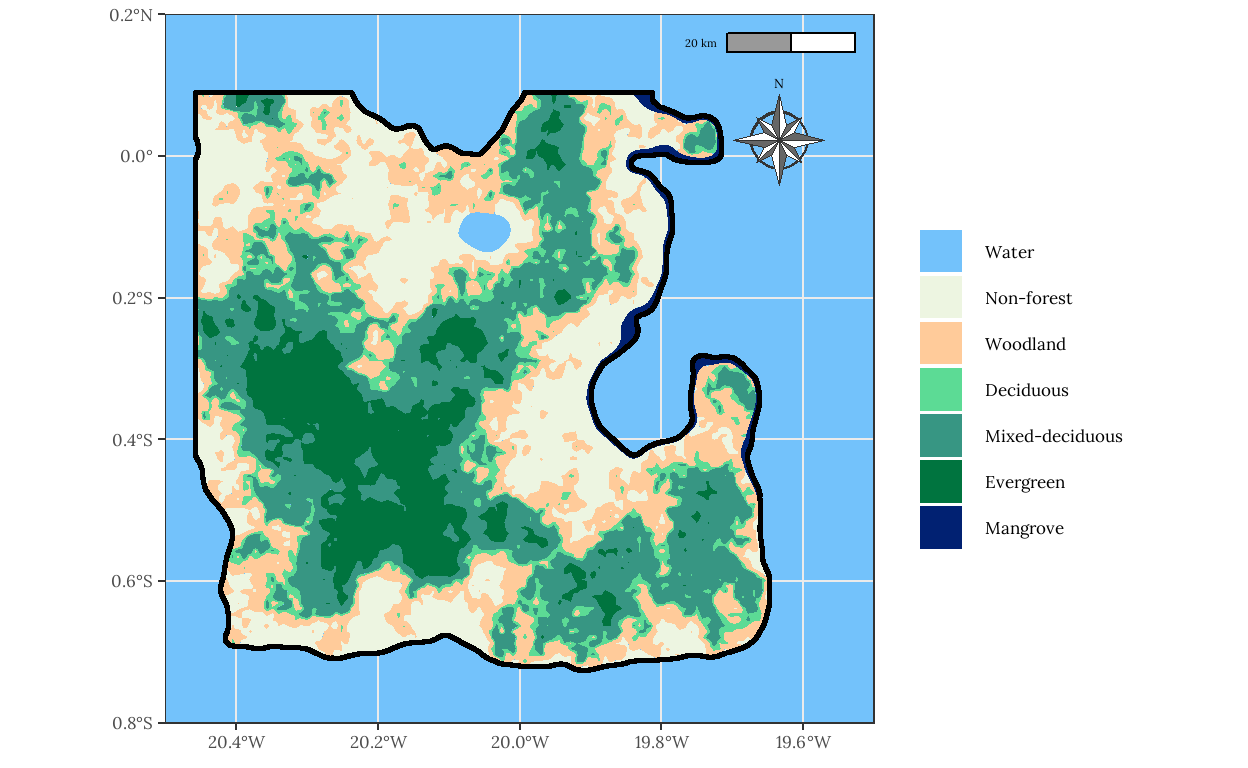 0.2°N
20 km
N
0.0°
0.2°S
0.4°S
0.6°S
0.8°S
20.4°W
20.2°W
20.0°W
19.8°W
19.6°W
Water
Non-forest
Woodland
Deciduous
Mixed-deciduous
Evergreen
Mangrove